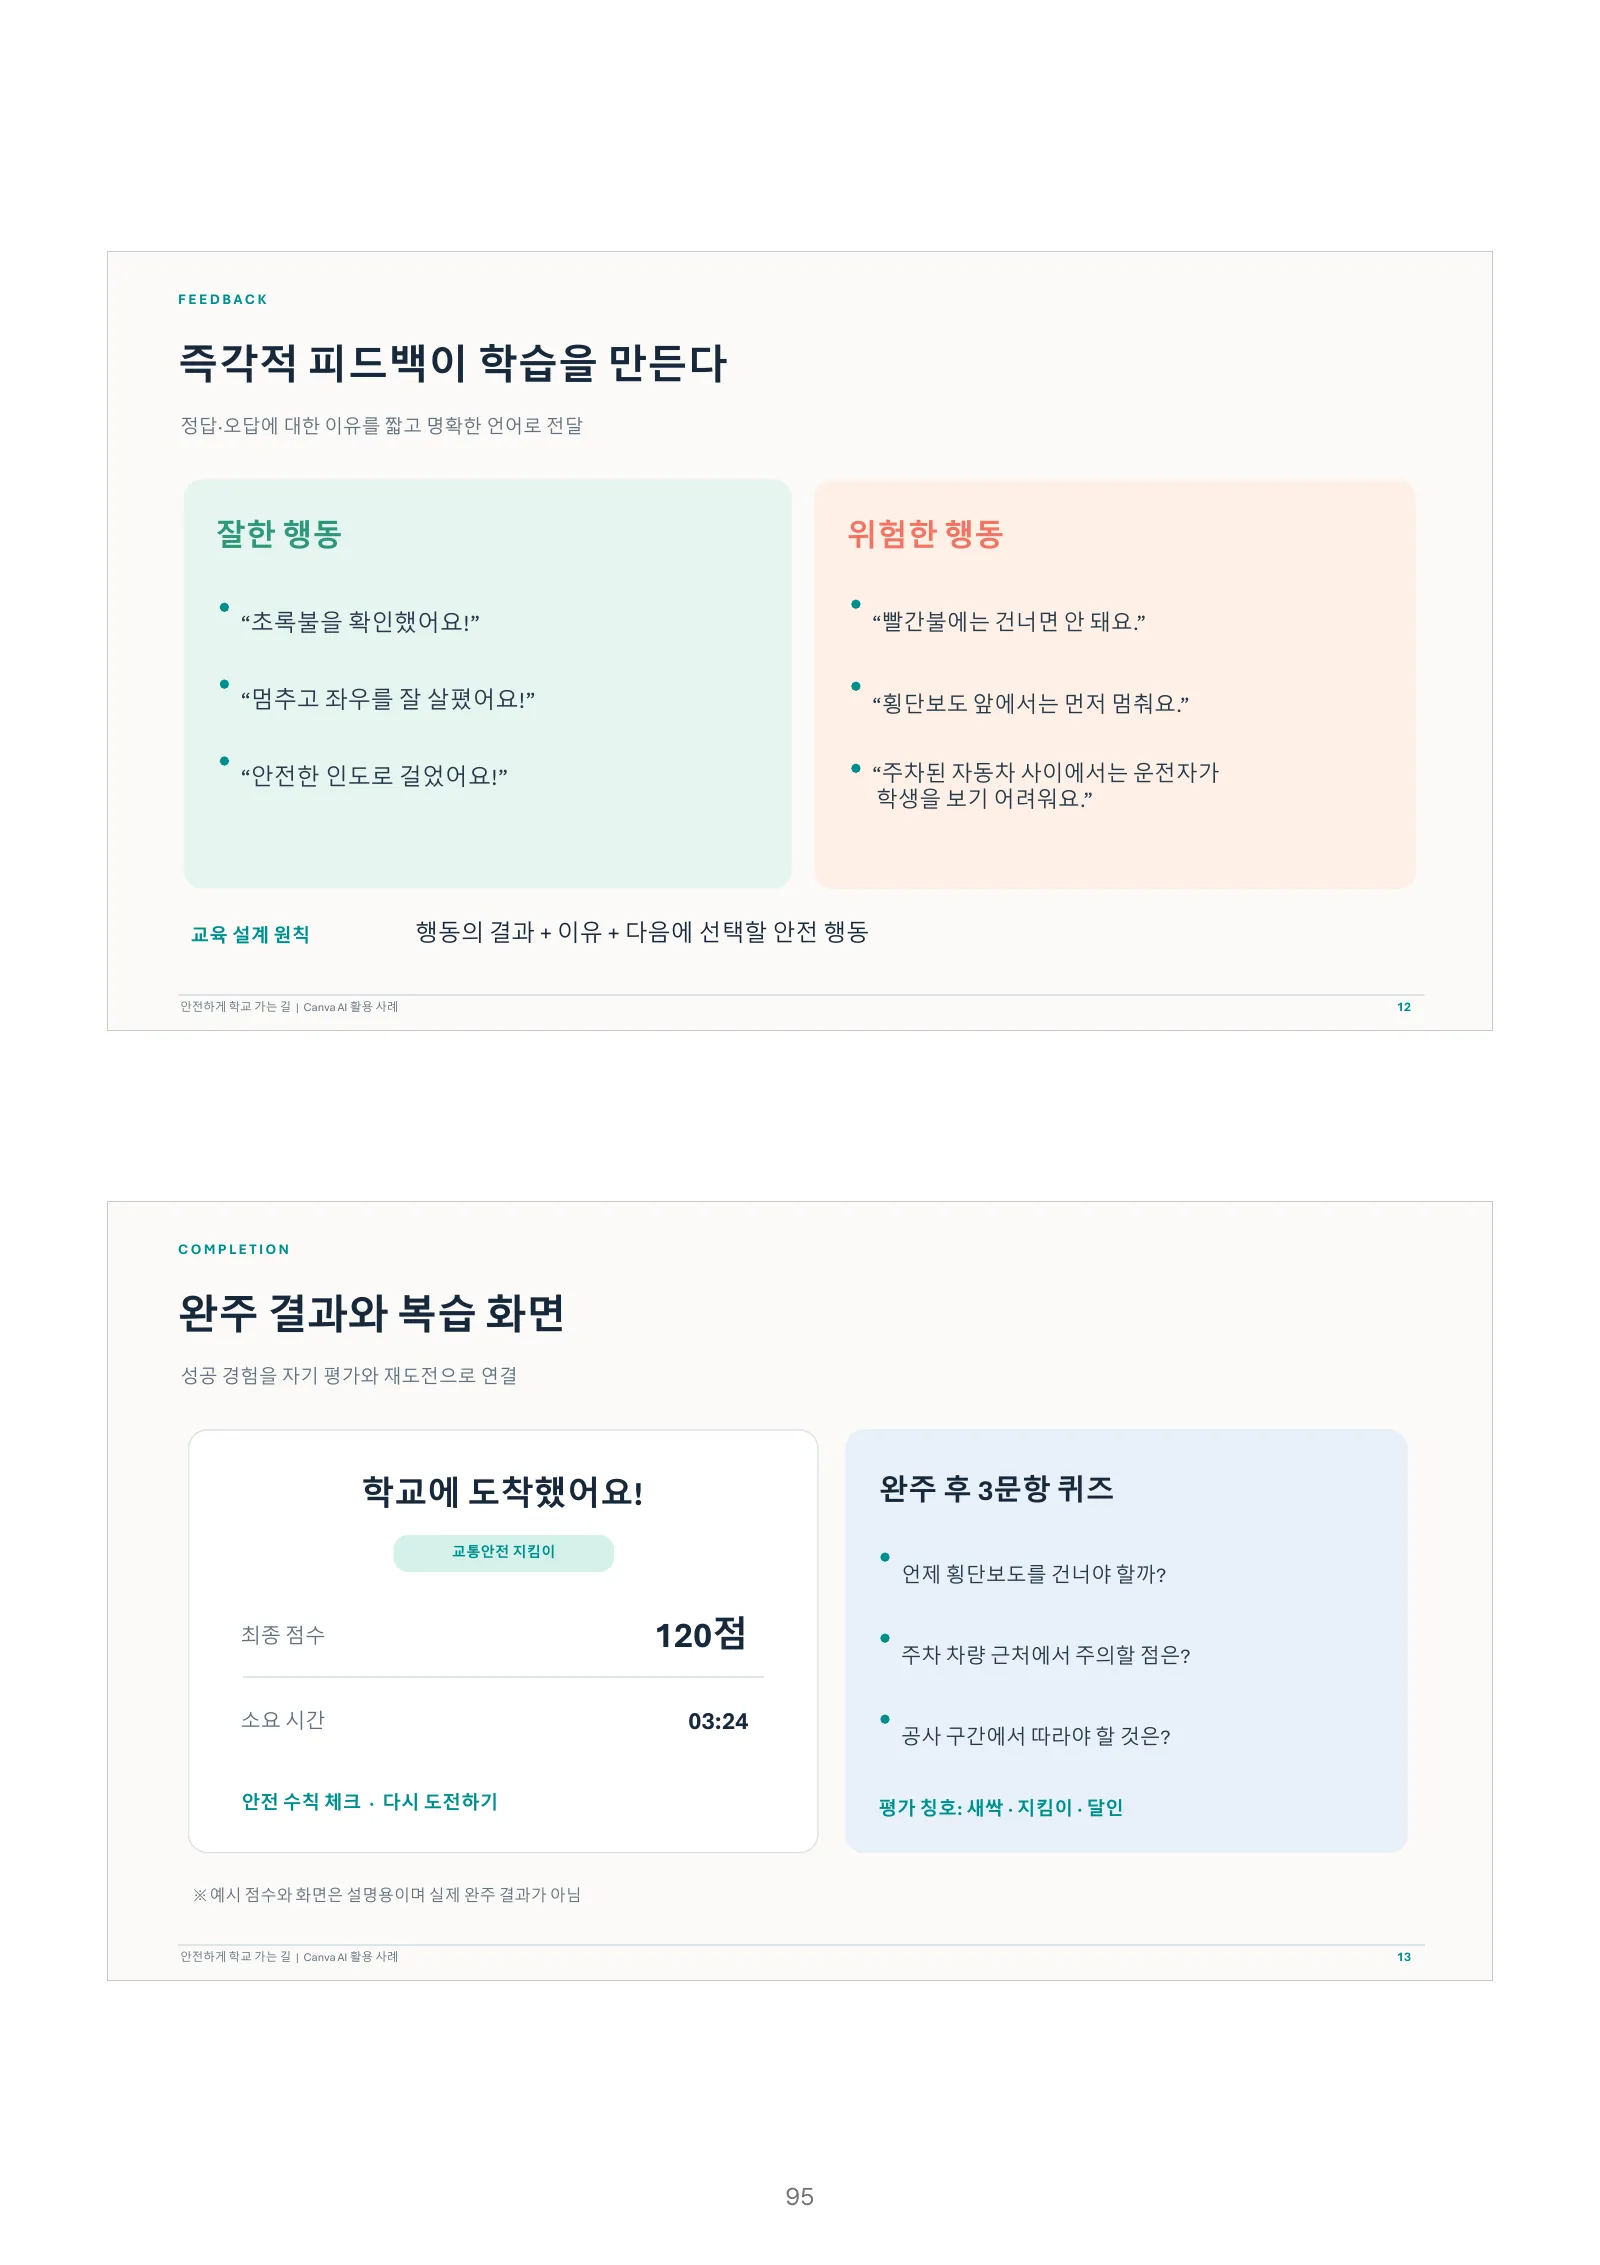 FEEDBACK
즉각적 피드백이 학습을 만든다
정답·오답에 대한 이유를 짧고 명확한 언어로 전달
잘한 행동
“초록불을 확인했어요!”
“멈추고 좌우를 잘 살폈어요!”
“안전한 인도로 걸었어요!”
위험한 행동
“빨간불에는 건너면 안 돼요.”
“횡단보도 앞에서는 먼저 멈춰요.”
“주차된 자동차 사이에서는 운전자가
학생을 보기 어려워요.”
교육 설계 원칙 행동의 결과 + 이유 + 다음에 선택할 안전 행동
안전하게 학교 가는 길 | Canva AI 활용 사례 12
COMPLETION
완주 결과와 복습 화면
성공 경험을 자기 평가와 재도전으로 연결
학교에 도착했어요!
교통안전 지킴이
최종 점수 120점
소요 시간 03:24
안전 수칙 체크 · 다시 도전하기
완주 후 3문항 퀴즈
언제 횡단보도를 건너야 할까?
주차 차량 근처에서 주의할 점은?
공사 구간에서 따라야 할 것은?
평가 칭호: 새싹 · 지킴이 · 달인
※ 예시 점수와 화면은 설명용이며 실제 완주 결과가 아님
안전하게 학교 가는 길 | Canva AI 활용 사례 13
95